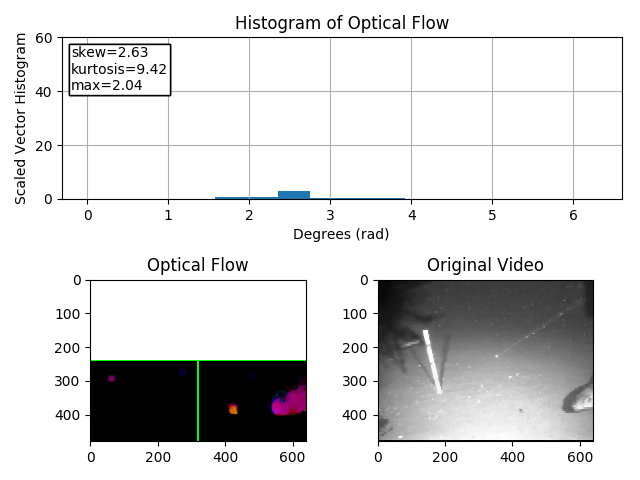 Histogram of Optical Flow
Scaled Vector Histogram
60
40
20
0
skew=2.63
kurtosis=9.42
max=2.04
0 1 2 3 4 5 6
Degrees (rad)
Optical Flow
0
100
200
300
400
0 200 400 600
Original Video
0
100
200
300
400
0 200 400 600